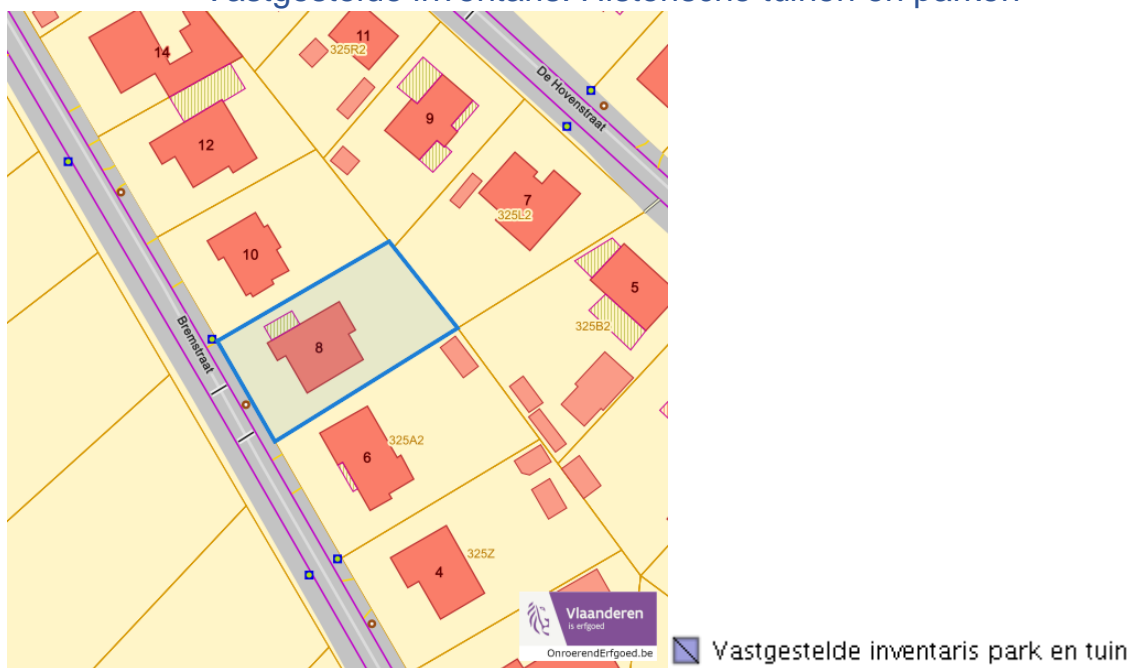 Vastgestelde inventaris: Historische tuinen en parken
14
11
325R2
De Hovenstraat
9
12
7
325L2
10
5
325B2
Bremstraat
8
325A2
6
325Z
4
Vlaanderen
is erfgoed
OnroerendErfgoed.be
Vastgestelde inventaris park en tuin